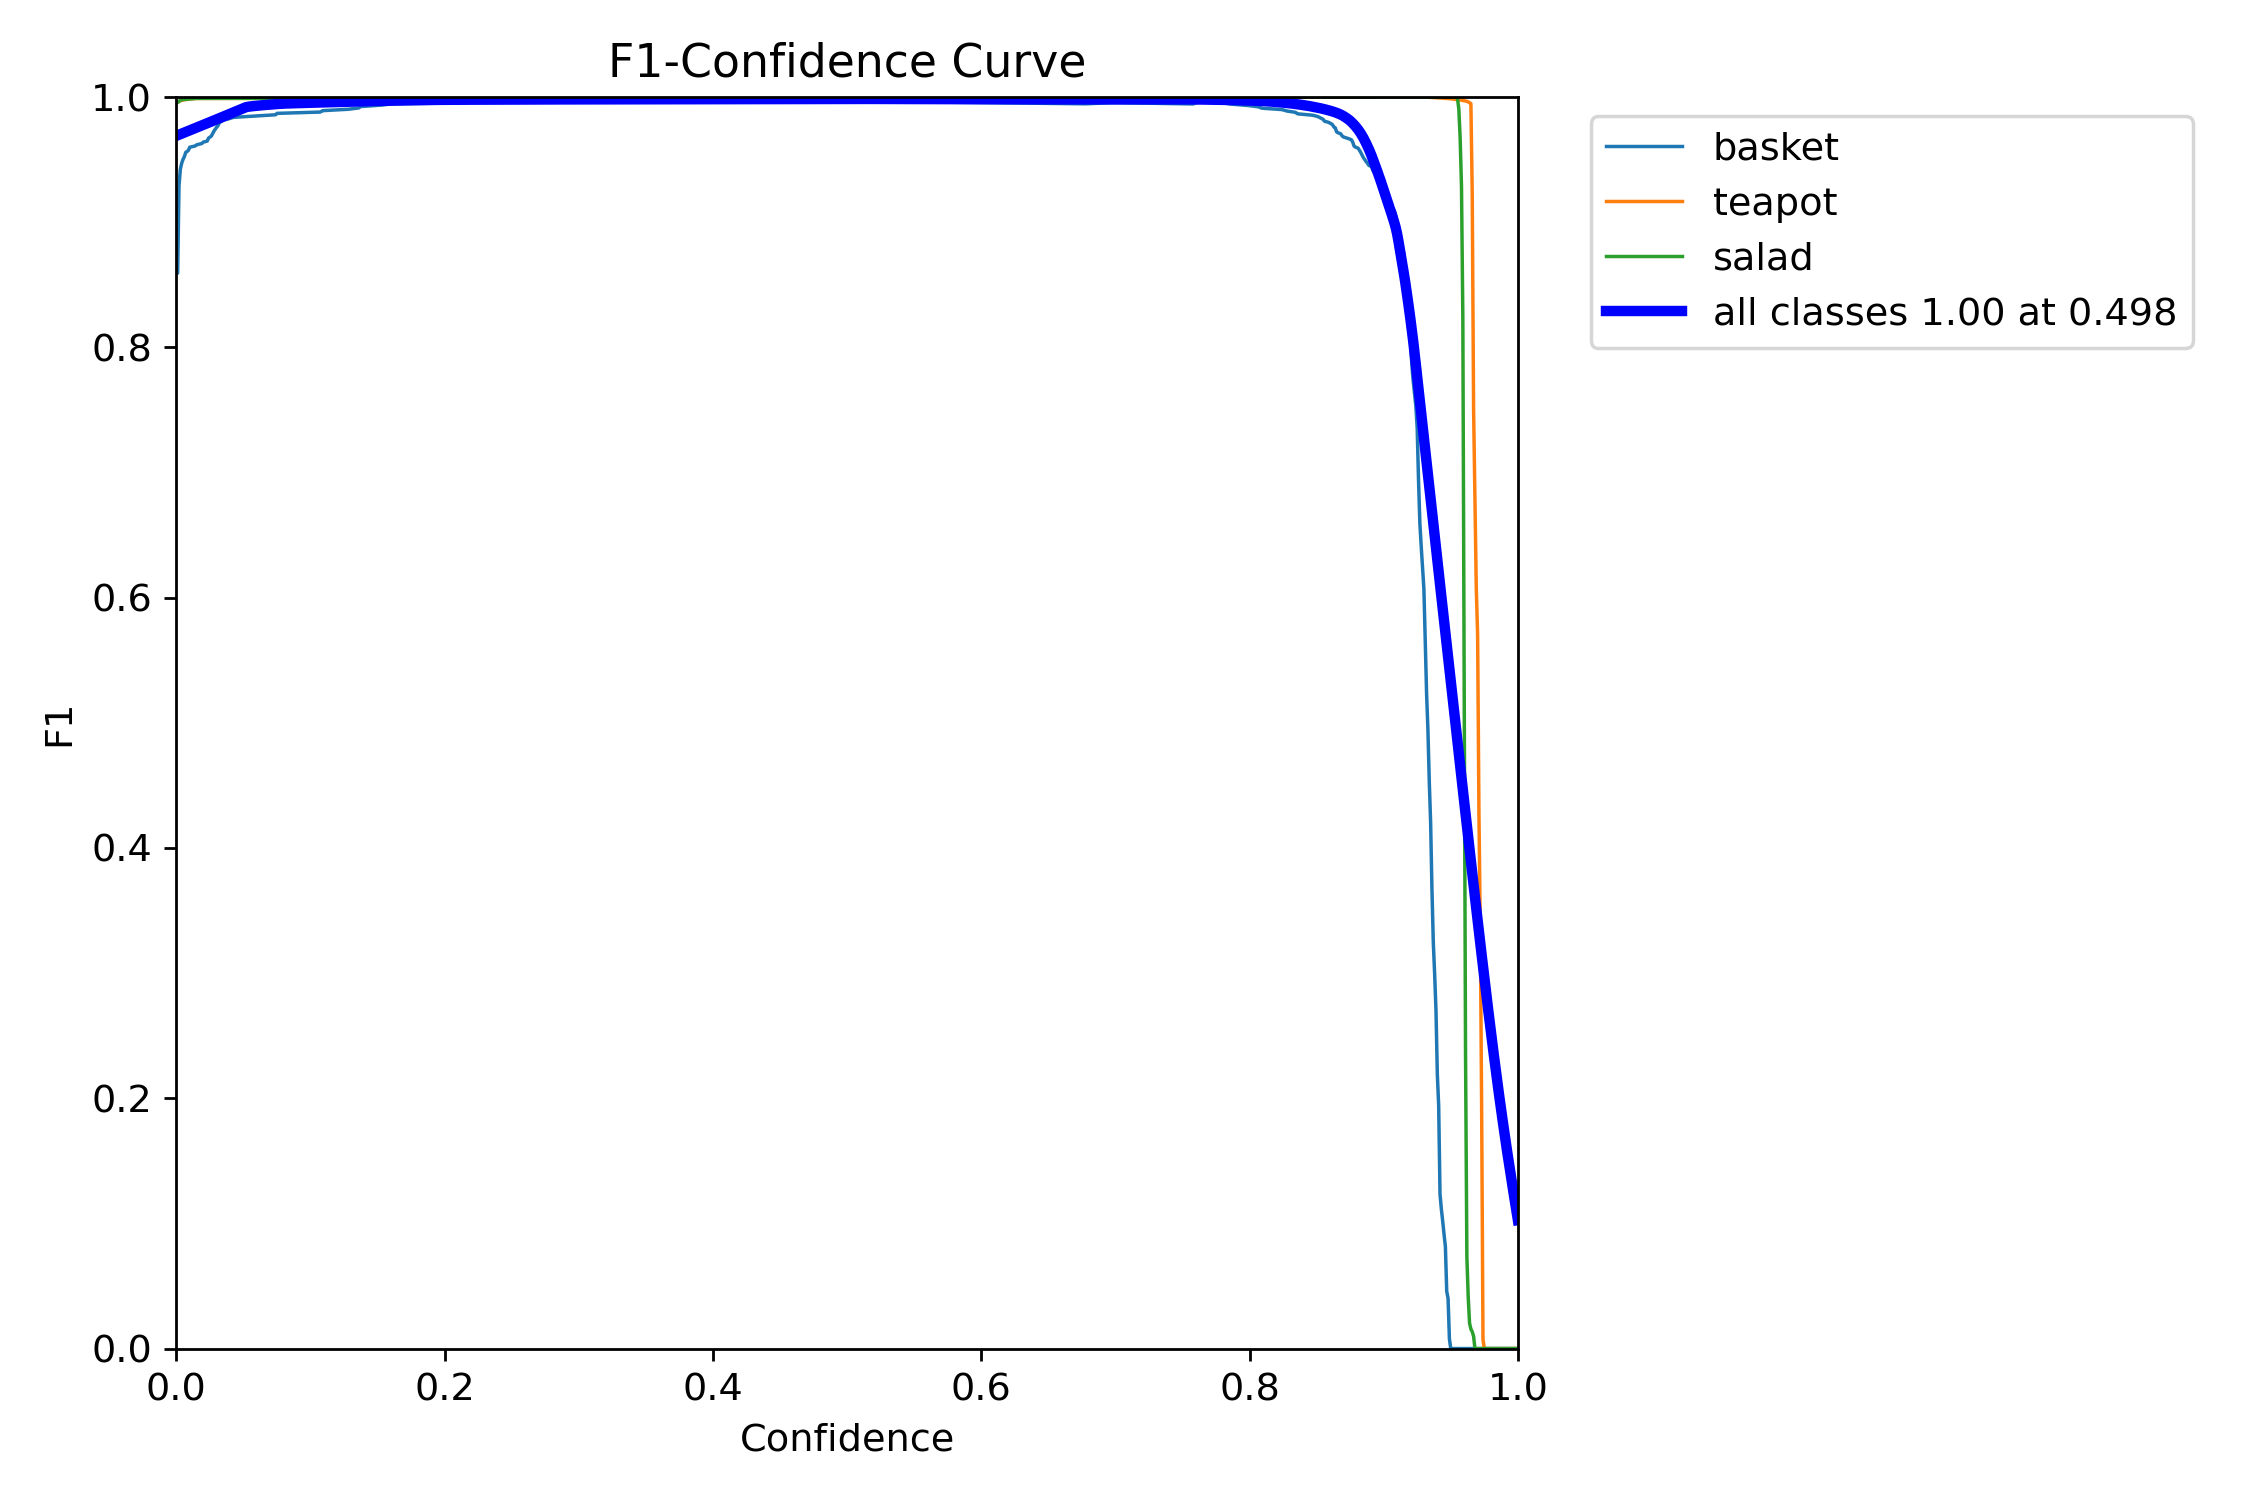 F1-Confidence Curve
1.0
0.8
0.6
0.4
0.2
0.0
F1
0.0 0.2 0.4 0.6 0.8 1.0
Confidence
basket
teapot
salad
all classes 1.00 at 0.498